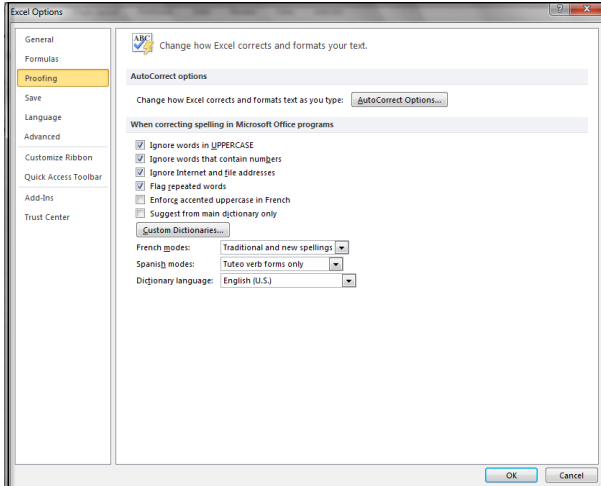 Excel Options
General
Formulas
Proofing
Save
Language
Advanced
Customize Ribbon
Quick Access Toolbar
Add-Ins
Trust Center
ABC
Change how Excel corrects and formats your text.
AutoCorrect options
Change how Excel corrects and formats text as you type: AutoCorrect Options...
When correcting spelling in Microsoft Office programs
Ignore words in UPPERCASE
Ignore words that contain numbers
Ignore Internet and file addresses
Flag repeated words
Enforce accented uppercase in French
Suggest from main dictionary only
Custom Dictionaries...
French modes: Traditional and new spellings
Spanish modes: Tuteo verb forms only
Dictionary language: English (U.S.)
OK Cancel